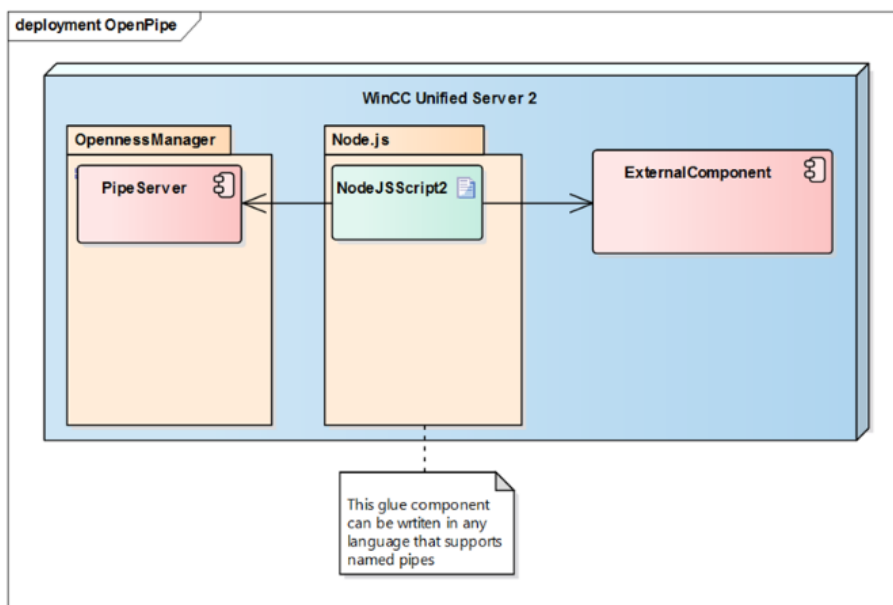 deployment OpenPipe
WinCC Unified Server 2
OpennessManager
Node.js
PipeServer
NodeJSScript2
ExternalComponent
This glue component
can be wrtiten in any
language that supports
named pipes